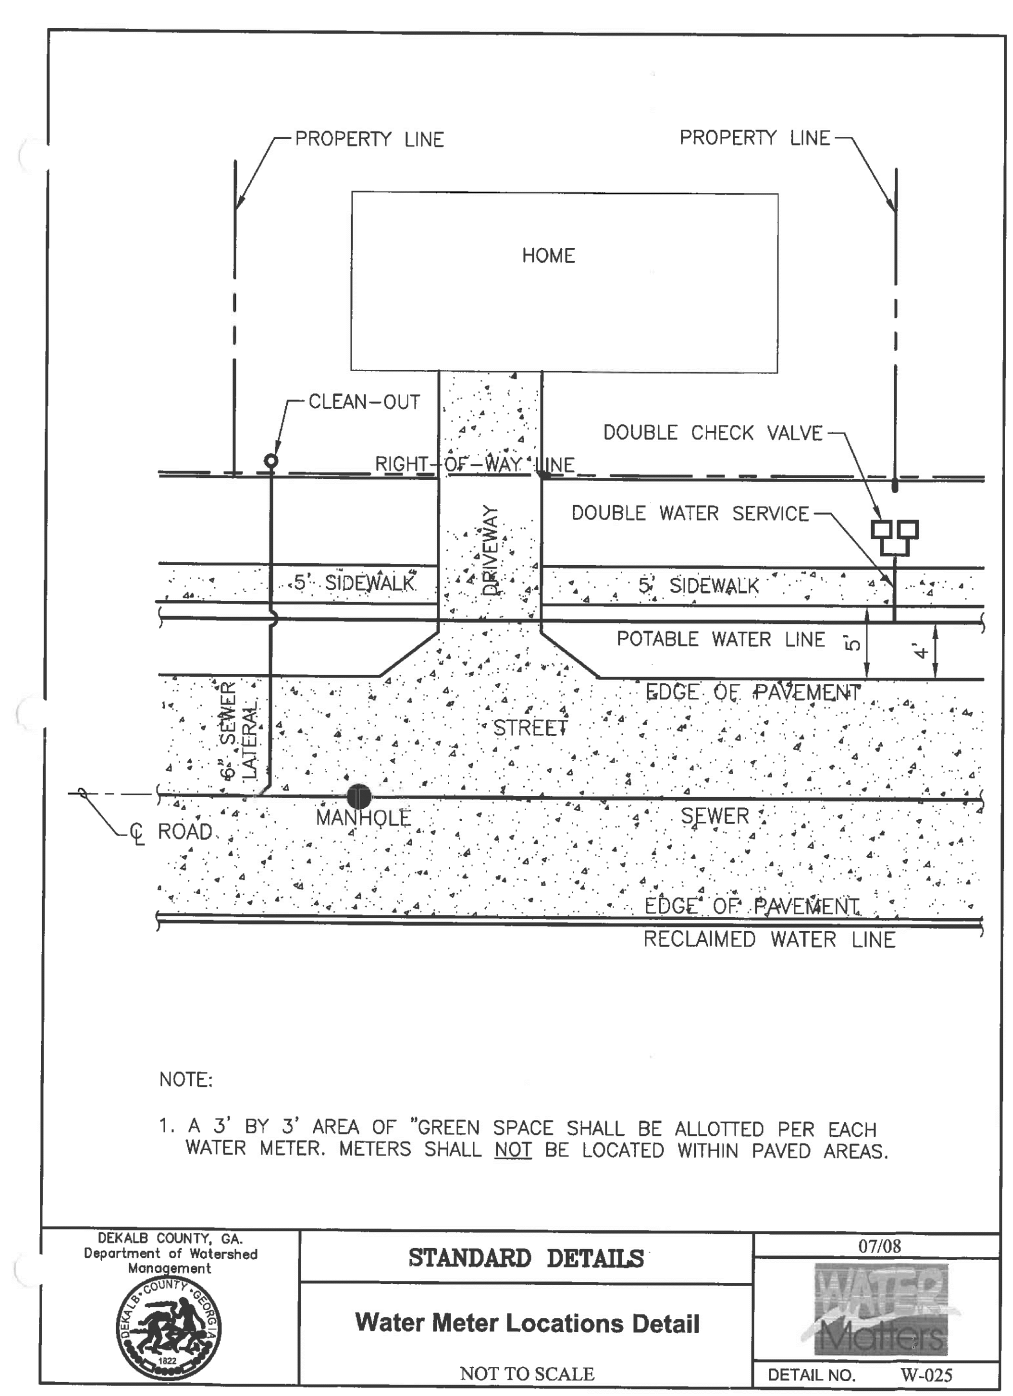 PROPERTY LINE
PROPERTY LINE
HOME
CLEAN-OUT
DOUBLE CHECK VALVE
RIGHT-OF-WAY LINE
DOUBLE WATER SERVICE
DRIVEWAY
5' SIDEWALK
5' SIDEWALK
POTABLE WATER LINE
5'
4'
EDGE OF PAVEMENT
6" SEWER
LATERAL
STREET
MANHOLE
SEWER
℄ ROAD
EDGE OF PAVEMENT
RECLAIMED WATER LINE
NOTE:
1. A 3' BY 3' AREA OF "GREEN SPACE SHALL BE ALLOTTED PER EACH
WATER METER. METERS SHALL NOT BE LOCATED WITHIN PAVED AREAS.
DEKALB COUNTY, GA.
Department of Watershed
Management
DEKALB·COUNTY·GEORGIA
1822
STANDARD DETAILS
Water Meter Locations Detail
NOT TO SCALE
07/08
WATER
Matters
DETAIL NO. W-025